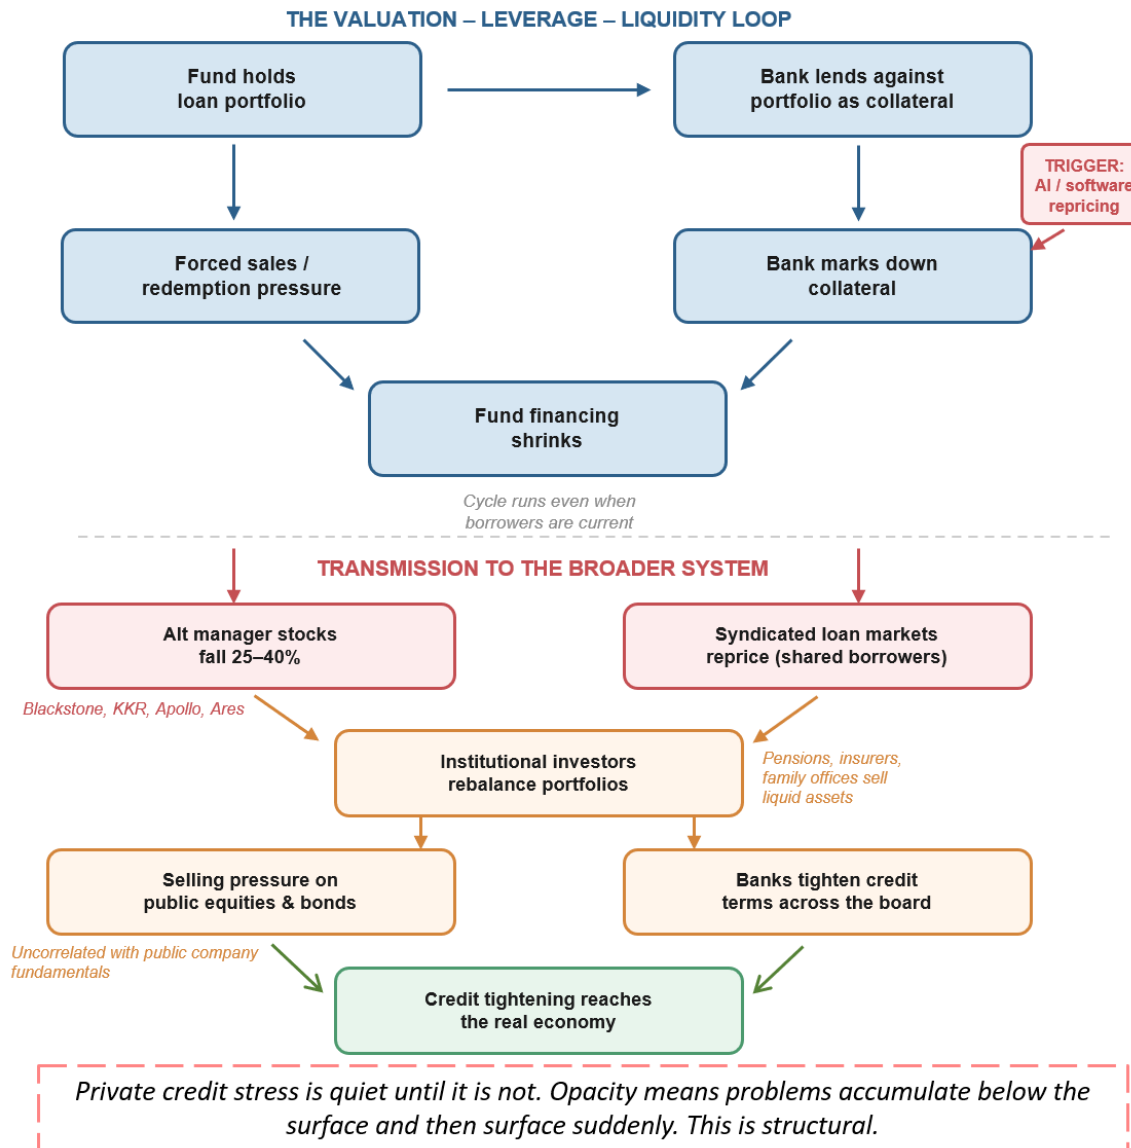 THE VALUATION – LEVERAGE – LIQUIDITY LOOP
Fund holds
loan portfolio
Bank lends against
portfolio as collateral
TRIGGER:
AI / software
repricing
Forced sales /
redemption pressure
Bank marks down
collateral
Fund financing
shrinks
Cycle runs even when
borrowers are current
TRANSMISSION TO THE BROADER SYSTEM
Alt manager stocks
fall 25–40%
Syndicated loan markets
reprice (shared borrowers)
Blackstone, KKR, Apollo, Ares
Institutional investors
rebalance portfolios
Pensions, insurers,
family offices sell
liquid assets
Selling pressure on
public equities & bonds
Banks tighten credit
terms across the board
Uncorrelated with public company
fundamentals
Credit tightening reaches
the real economy
Private credit stress is quiet until it is not. Opacity means problems accumulate below the
surface and then surface suddenly. This is structural.